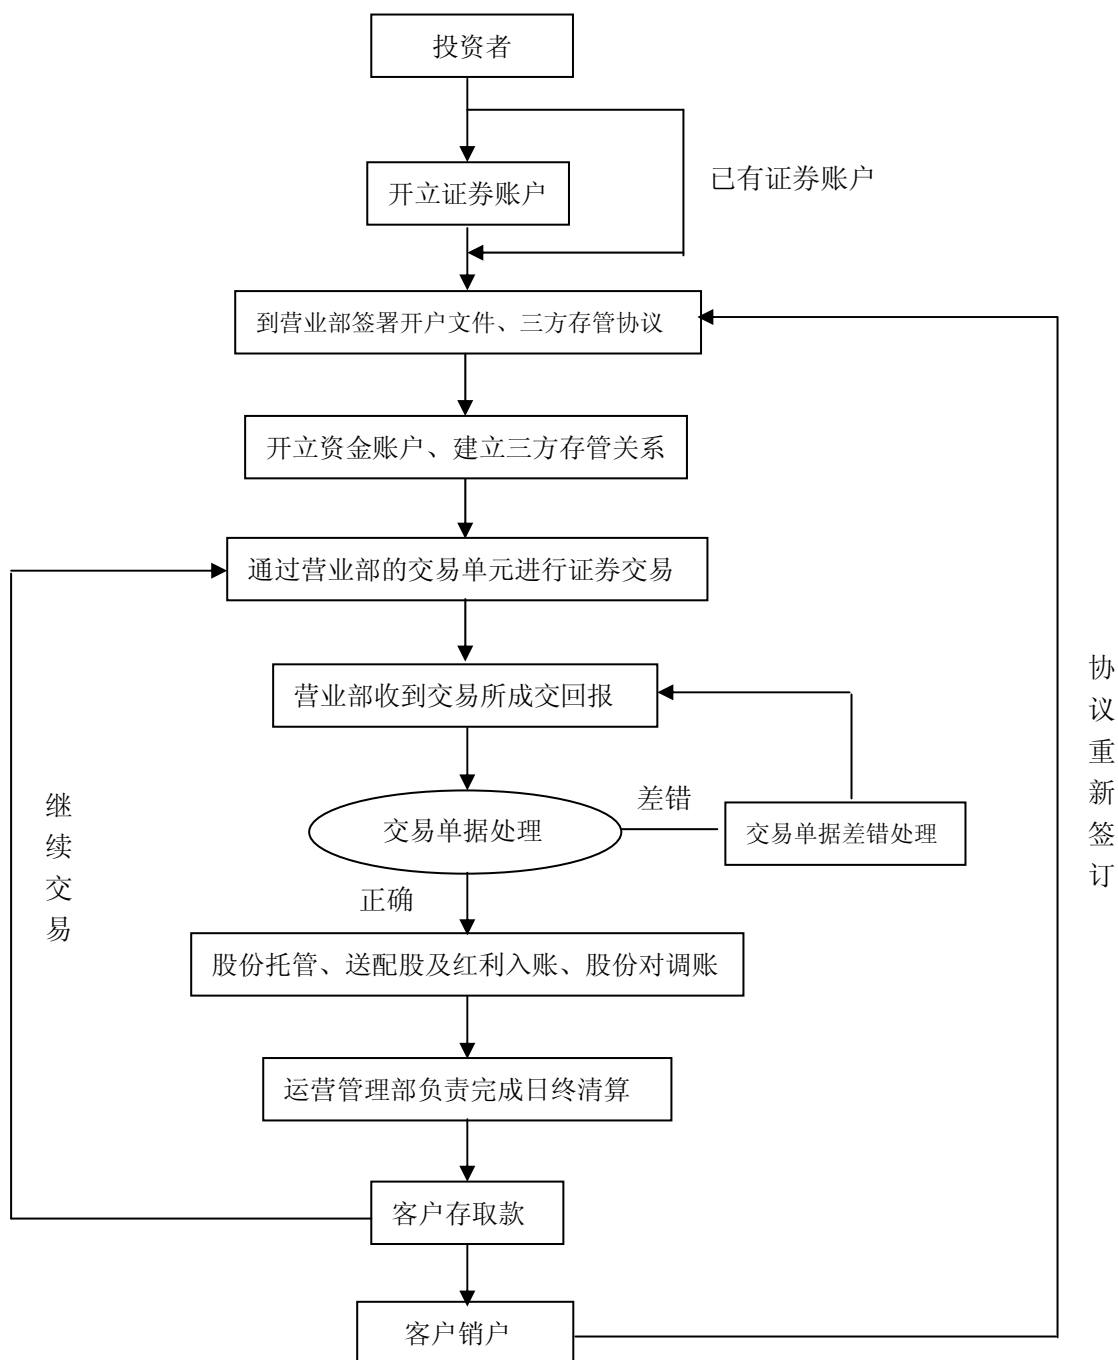 投资者
已有证券账户
开立证券账户
到营业部签署开户文件、三方存管协议
开立资金账户、建立三方存管关系
通过营业部的交易单元进行证券交易
营业部收到交易所成交回报
协议重新签订
继续交易
差错
交易单据处理
交易单据差错处理
正确
股份托管、送配股及红利入账、股份对调账
运营管理部负责完成日终清算
客户存取款
客户销户